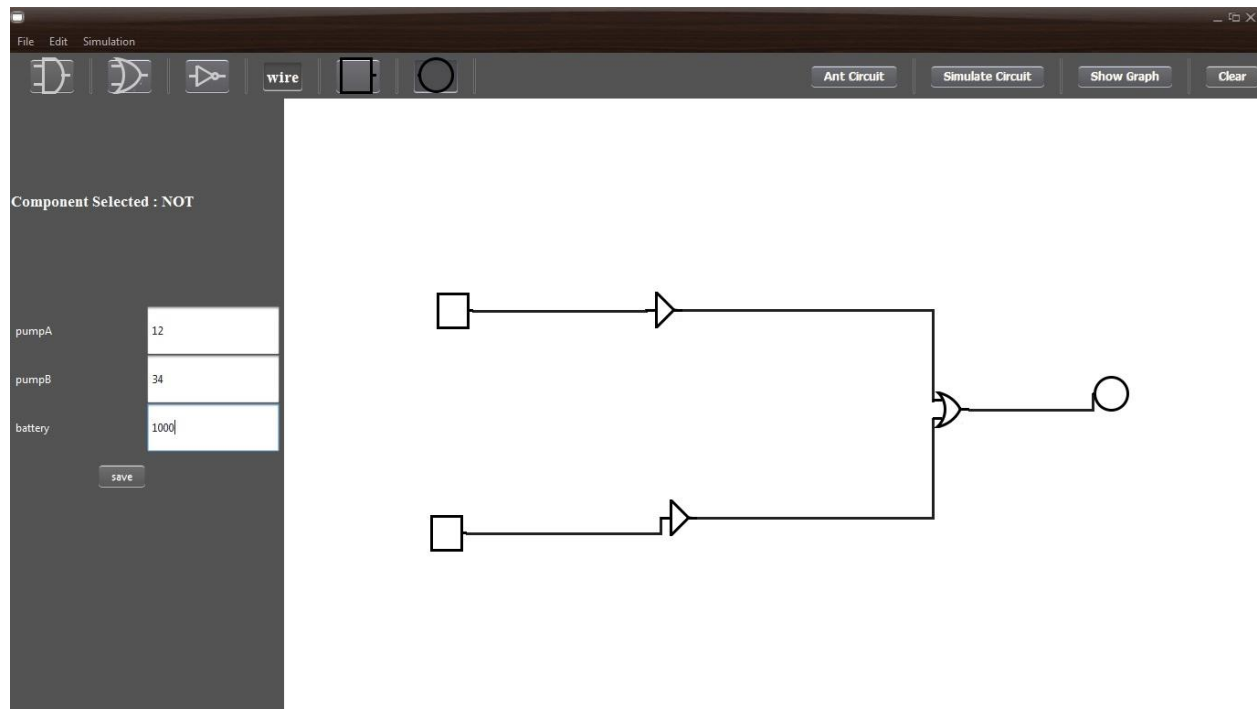 File Edit Simulation
wire Ant Circuit Simulate Circuit Show Graph Clear
Component Selected : NOT
pumpA 12
pumpB 34
battery 1000
save